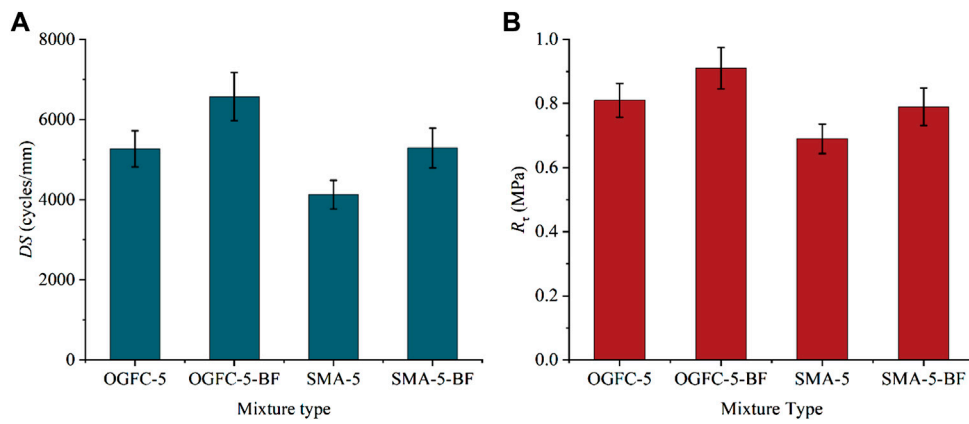 A
8000
6000
4000
2000
0
DS (cycles/mm)
OGFC-5 OGFC-5-BF SMA-5 SMA-5-BF
Mixture type
B
1.0
0.8
0.6
0.4
0.2
0.0
Rτ (MPa)
OGFC-5 OGFC-5-BF SMA-5 SMA-5-BF
Mixture Type